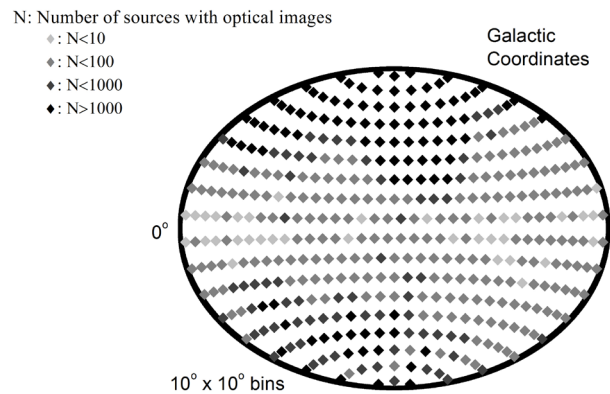 N: Number of sources with optical images
◆: N<10
◆: N<100
◆: N<1000
◆: N>1000
Galactic
Coordinates
0°
10° x 10° bins